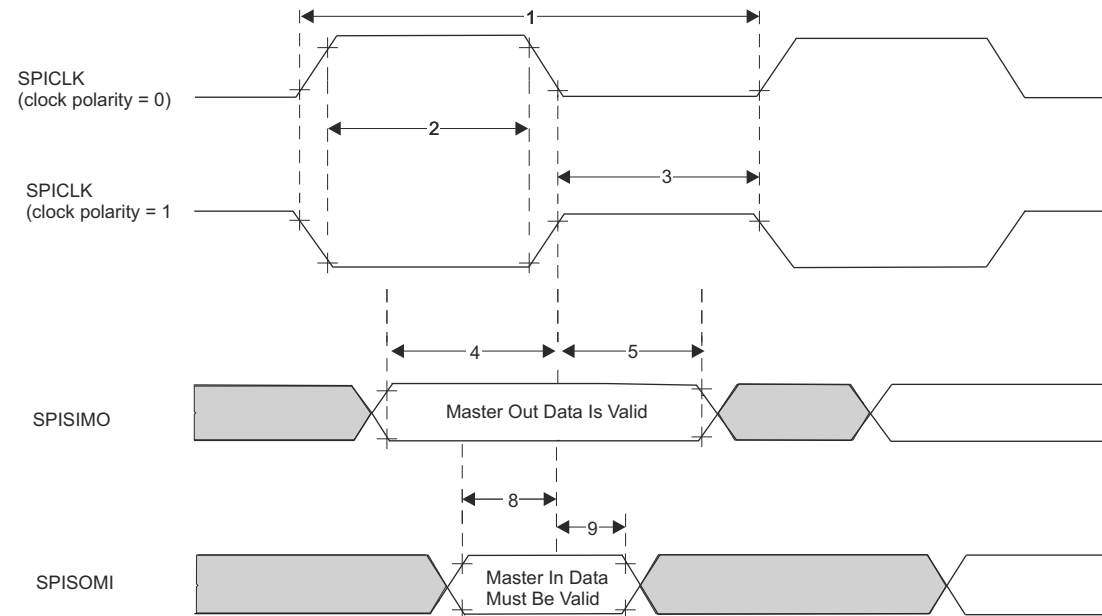 1
SPICLK
(clock polarity = 0)
2
3
SPICLK
(clock polarity = 1
4
5
Master Out Data Is Valid
SPISIMO
8
9
SPISOMI
Master In Data
Must Be Valid